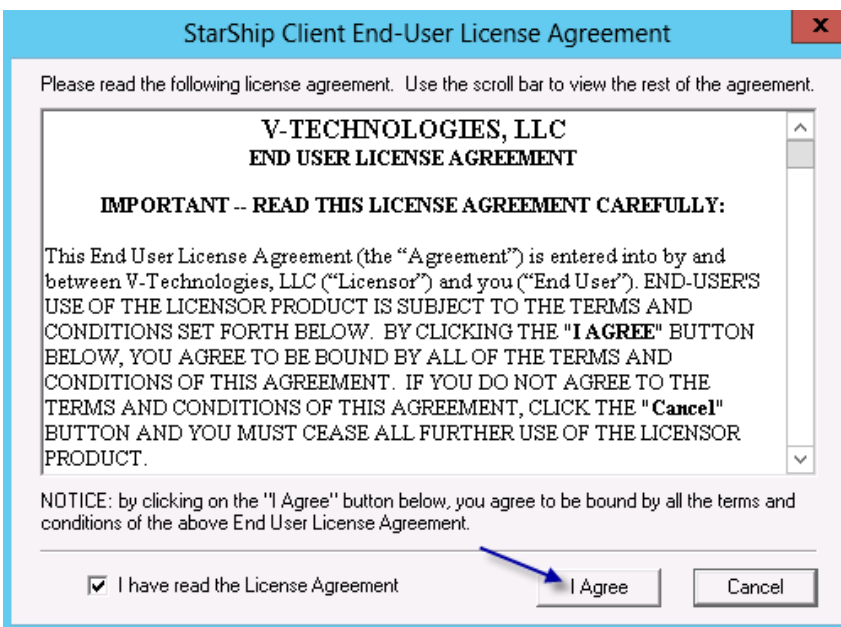 StarShip Client End-User License Agreement
x
Please read the following license agreement.  Use the scroll bar to view the rest of the agreement.
V-TECHNOLOGIES, LLC
END USER LICENSE AGREEMENT
IMPORTANT -- READ THIS LICENSE AGREEMENT CAREFULLY:
This End User License Agreement (the “Agreement”) is entered into by and
between V-Technologies, LLC (“Licensor”) and you (“End User”). END-USER'S
USE OF THE LICENSOR PRODUCT IS SUBJECT TO THE TERMS AND
CONDITIONS SET FORTH BELOW.  BY CLICKING THE "I AGREE" BUTTON
BELOW, YOU AGREE TO BE BOUND BY ALL OF THE TERMS AND
CONDITIONS OF THIS AGREEMENT.  IF YOU DO NOT AGREE TO THE
TERMS AND CONDITIONS OF THIS AGREEMENT, CLICK THE "Cancel"
BUTTON AND YOU MUST CEASE ALL FURTHER USE OF THE LICENSOR
PRODUCT.
NOTICE: by clicking on the "I Agree" button below, you agree to be bound by all the terms and
conditions of the above End User License Agreement.
I have read the License Agreement
I Agree
Cancel